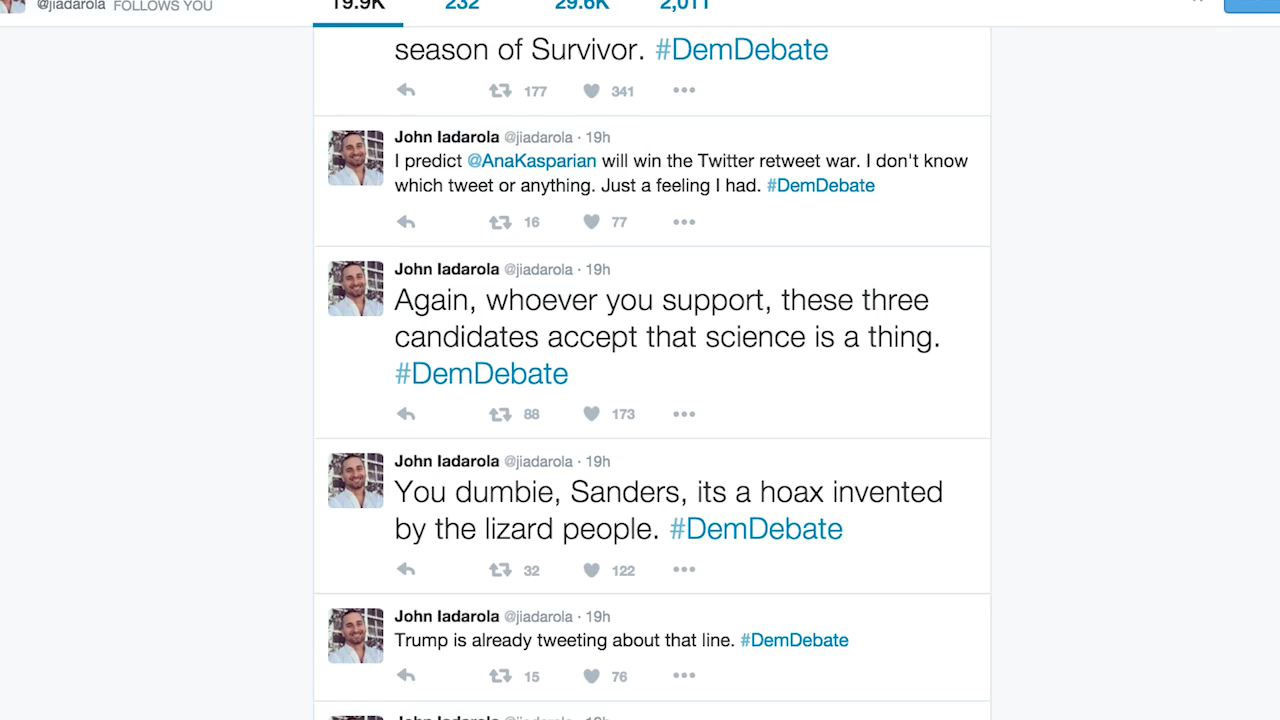 @jiadarola FOLLOWS YOU
19.9K 232 29.6K 2,011
season of Survivor. #DemDebate
177 341
John Iadarola @jiadarola · 19h
I predict @AnaKasparian will win the Twitter retweet war. I don't know
which tweet or anything. Just a feeling I had. #DemDebate
16 77
John Iadarola @jiadarola · 19h
Again, whoever you support, these three
candidates accept that science is a thing.
#DemDebate
88 173
John Iadarola @jiadarola · 19h
You dumbie, Sanders, its a hoax invented
by the lizard people. #DemDebate
32 122
John Iadarola @jiadarola · 19h
Trump is already tweeting about that line. #DemDebate
15 76
John Iadarola @jiadarola · 19h